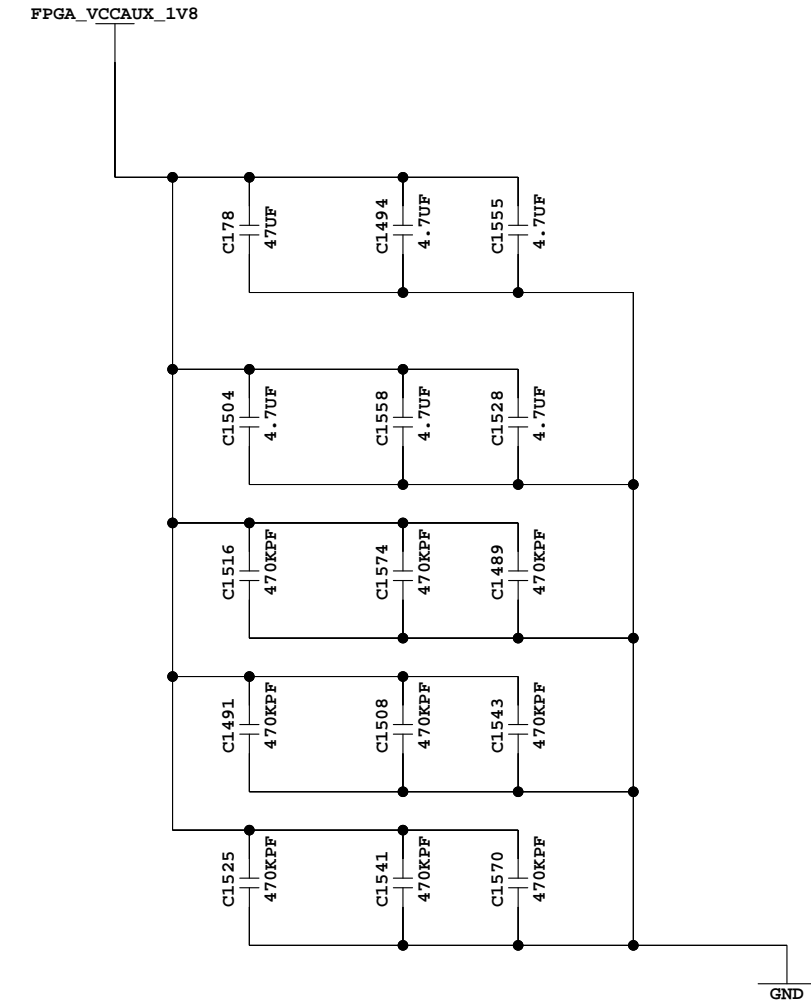 FPGA_VCCAUX_1V8
C178
47UF
C1494
4.7UF
C1555
4.7UF
C1504
4.7UF
C1558
4.7UF
C1528
4.7UF
C1516
470KPF
C1574
470KPF
C1489
470KPF
C1491
470KPF
C1508
470KPF
C1543
470KPF
C1525
470KPF
C1541
470KPF
C1570
470KPF
GND